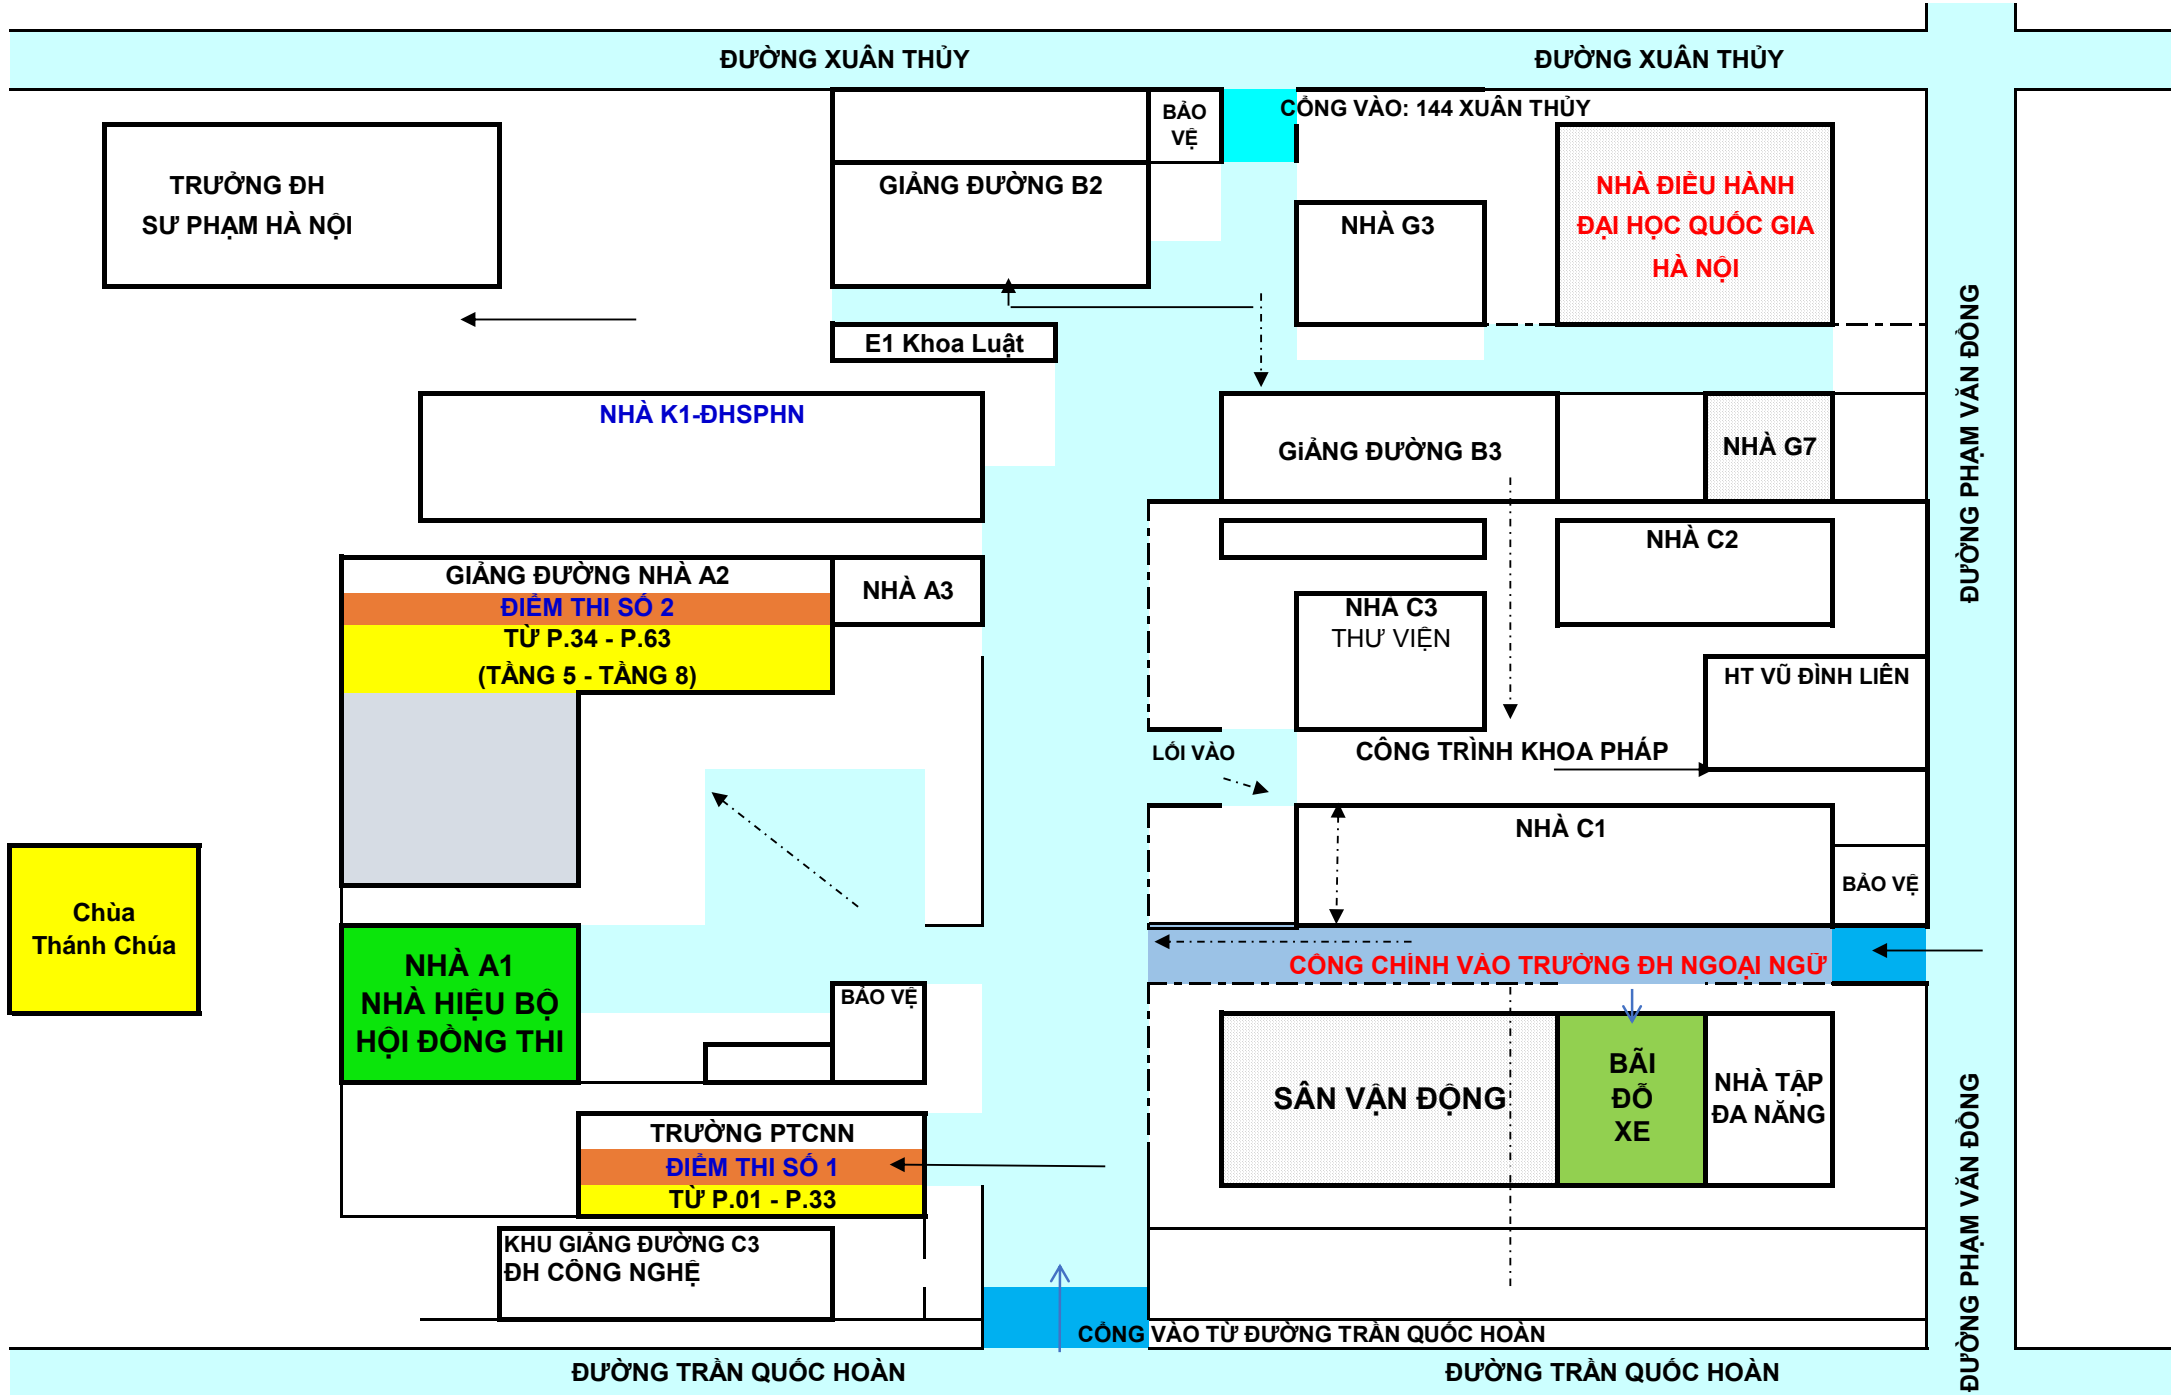 ĐƯỜNG XUÂN THỦY
ĐƯỜNG XUÂN THỦY
BẢO
VỆ
CỔNG VÀO: 144 XUÂN THỦY
TRƯỞNG ĐH
SƯ PHẠM HÀ NỘI
GIẢNG ĐƯỜNG B2
NHÀ G3
NHÀ ĐIỀU HÀNH
ĐẠI HỌC QUỐC GIA
HÀ NỘI
E1 Khoa Luật
ĐƯỜNG PHẠM VĂN ĐỒNG
NHÀ K1-ĐHSPHN
GiẢNG ĐƯỜNG B3
NHÀ G7
GIẢNG ĐƯỜNG NHÀ A2
ĐIỂM THI SỐ 2
TỪ P.34 - P.63
(TẦNG 5 - TẦNG 8)
NHÀ A3
NHÀ C2
NHÀ C3
THƯ VIỆN
HT VŨ ĐÌNH LIÊN
LỐI VÀO
CÔNG TRÌNH KHOA PHÁP
NHÀ C1
BẢO VỆ
Chùa
Thánh Chúa
NHÀ A1
NHÀ HIỆU BỘ
HỘI ĐỒNG THI
CỔNG CHÍNH VÀO TRƯỜNG ĐH NGOẠI NGỮ
BẢO VỆ
SÂN VẬN ĐỘNG
BÃI
ĐỖ
XE
NHÀ TẬP
ĐA NĂNG
ĐƯỜNG PHẠM VĂN ĐỒNG
TRƯỜNG PTCNN
ĐIỂM THI SỐ 1
TỪ P.01 - P.33
KHU GIẢNG ĐƯỜNG C3
ĐH CÔNG NGHỆ
CỔNG VÀO TỪ ĐƯỜNG TRẦN QUỐC HOÀN
ĐƯỜNG TRẦN QUỐC HOÀN
ĐƯỜNG TRẦN QUỐC HOÀN